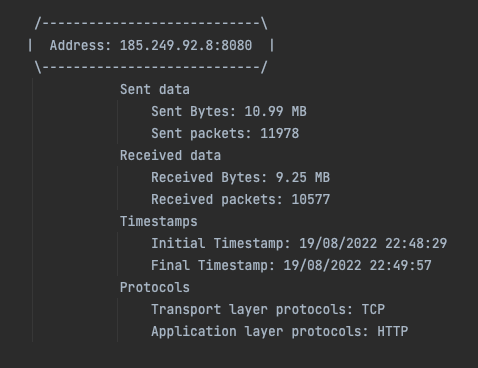 /----------------------------\
|  Address: 185.249.92.8:8080  |
\----------------------------/
Sent data
Sent Bytes: 10.99 MB
Sent packets: 11978
Received data
Received Bytes: 9.25 MB
Received packets: 10577
Timestamps
Initial Timestamp: 19/08/2022 22:48:29
Final Timestamp: 19/08/2022 22:49:57
Protocols
Transport layer protocols: TCP
Application layer protocols: HTTP